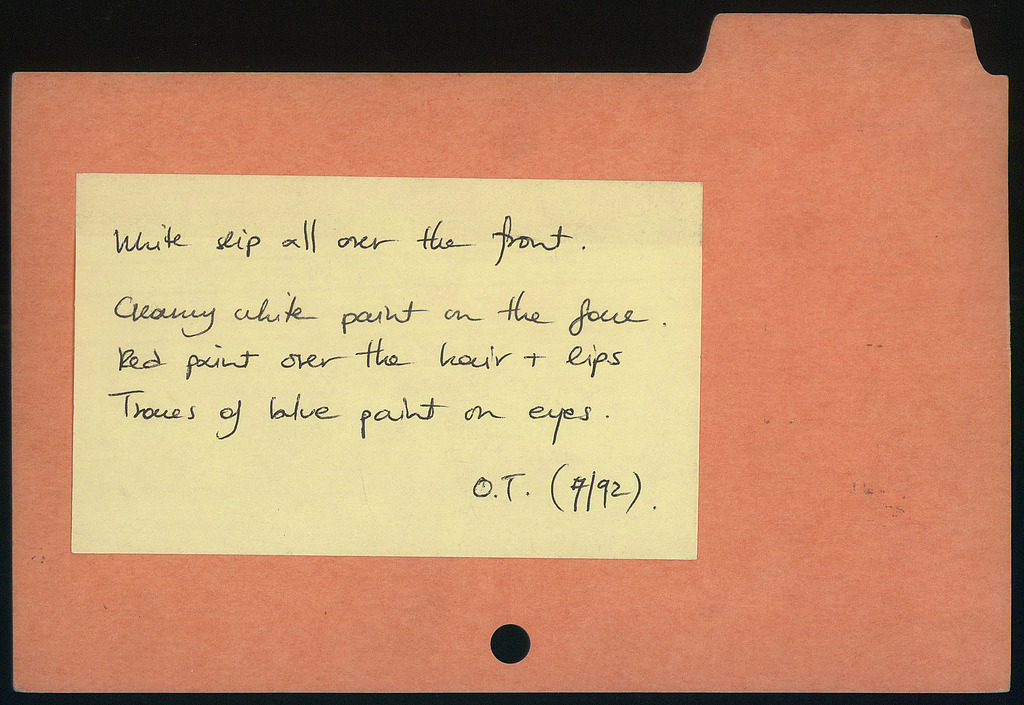 White slip all over the front.
Creamy white paint on the face.
Red paint over the hair + lips
Traces of blue paint on eyes.
O.T. (7/92).